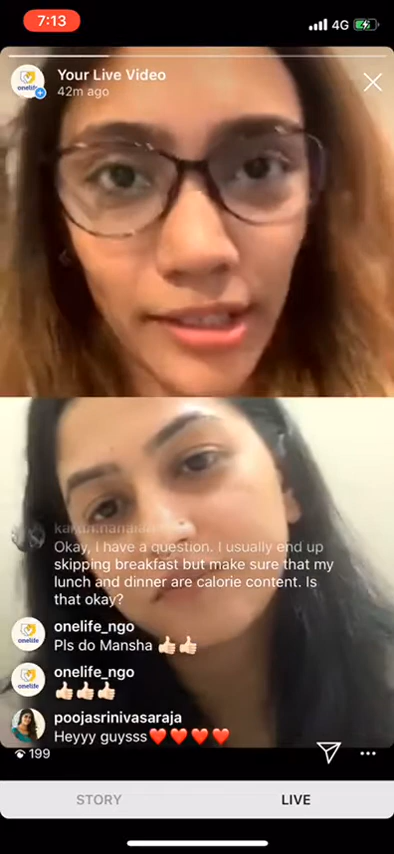 7:13
4G
onelife
Your Live Video
42m ago
Okay, I have a question. I usually end up
skipping breakfast but make sure that my
lunch and dinner are calorie content. Is
that okay?
onelife_ngo
onelife
Pls do Mansha 👍🏻👍🏻
onelife_ngo
onelife
👍🏻👍🏻👍🏻
poojasrinivasaraja
Heyyy guysss❤️❤️❤️❤️
199
STORY
LIVE